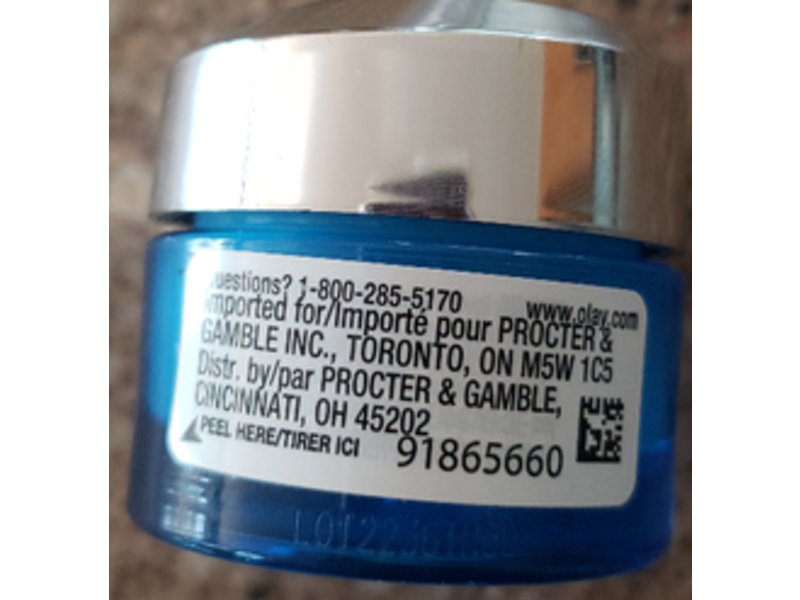 Questions? 1-800-285-5170 www.olay.com
Imported for/Importé pour PROCTER &
GAMBLE INC., TORONTO, ON M5W 1C5
Distr. by/par PROCTER & GAMBLE,
CINCINNATI, OH 45202
PEEL HERE/TIRER ICI 91865660